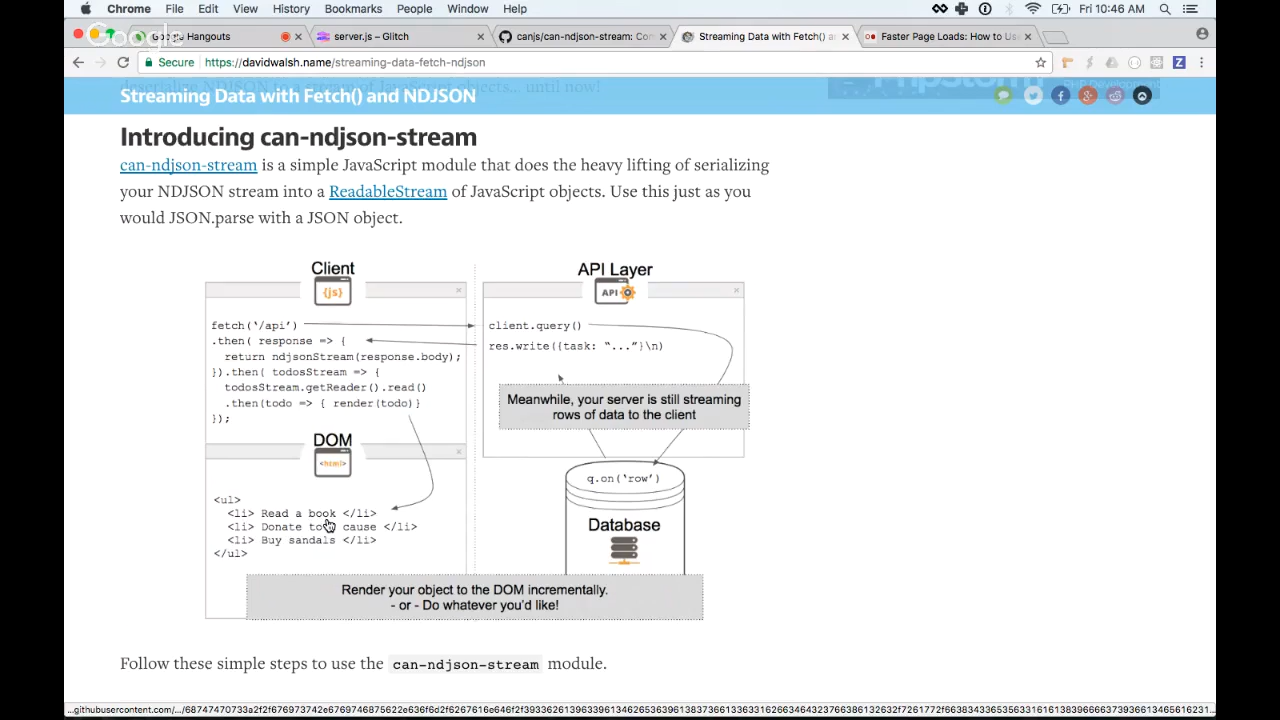 Chrome File Edit View History Bookmarks People Window Help Fri 10:46 AM
Google Hangouts server.js – Glitch canjs/can-ndjson-stream: Con Streaming Data with Fetch() a Faster Page Loads: How to Use
Google
Secure https://davidwalsh.name/streaming-data-fetch-ndjson
Streaming Data with Fetch() and NDJSON
Introducing can-ndjson-stream
can-ndjson-stream is a simple JavaScript module that does the heavy lifting of serializing
your NDJSON stream into a ReadableStream of JavaScript objects. Use this just as you
would JSON.parse with a JSON object.
Client
{js}
fetch('/api')
.then( response => {
return ndjsonStream(response.body);
}).then( todosStream => {
todosStream.getReader().read()
.then(todo => { render(todo)}
});
API Layer
API
client.query()
res.write({task: "..."}\n)
Meanwhile, your server is still streaming
rows of data to the client
DOM
<html>
<ul>
<li> Read a book </li>
<li> Donate to cause </li>
<li> Buy sandals </li>
</ul>
q.on('row')
Database
Render your object to the DOM incrementally.
- or - Do whatever you'd like!
Follow these simple steps to use the can-ndjson-stream module.